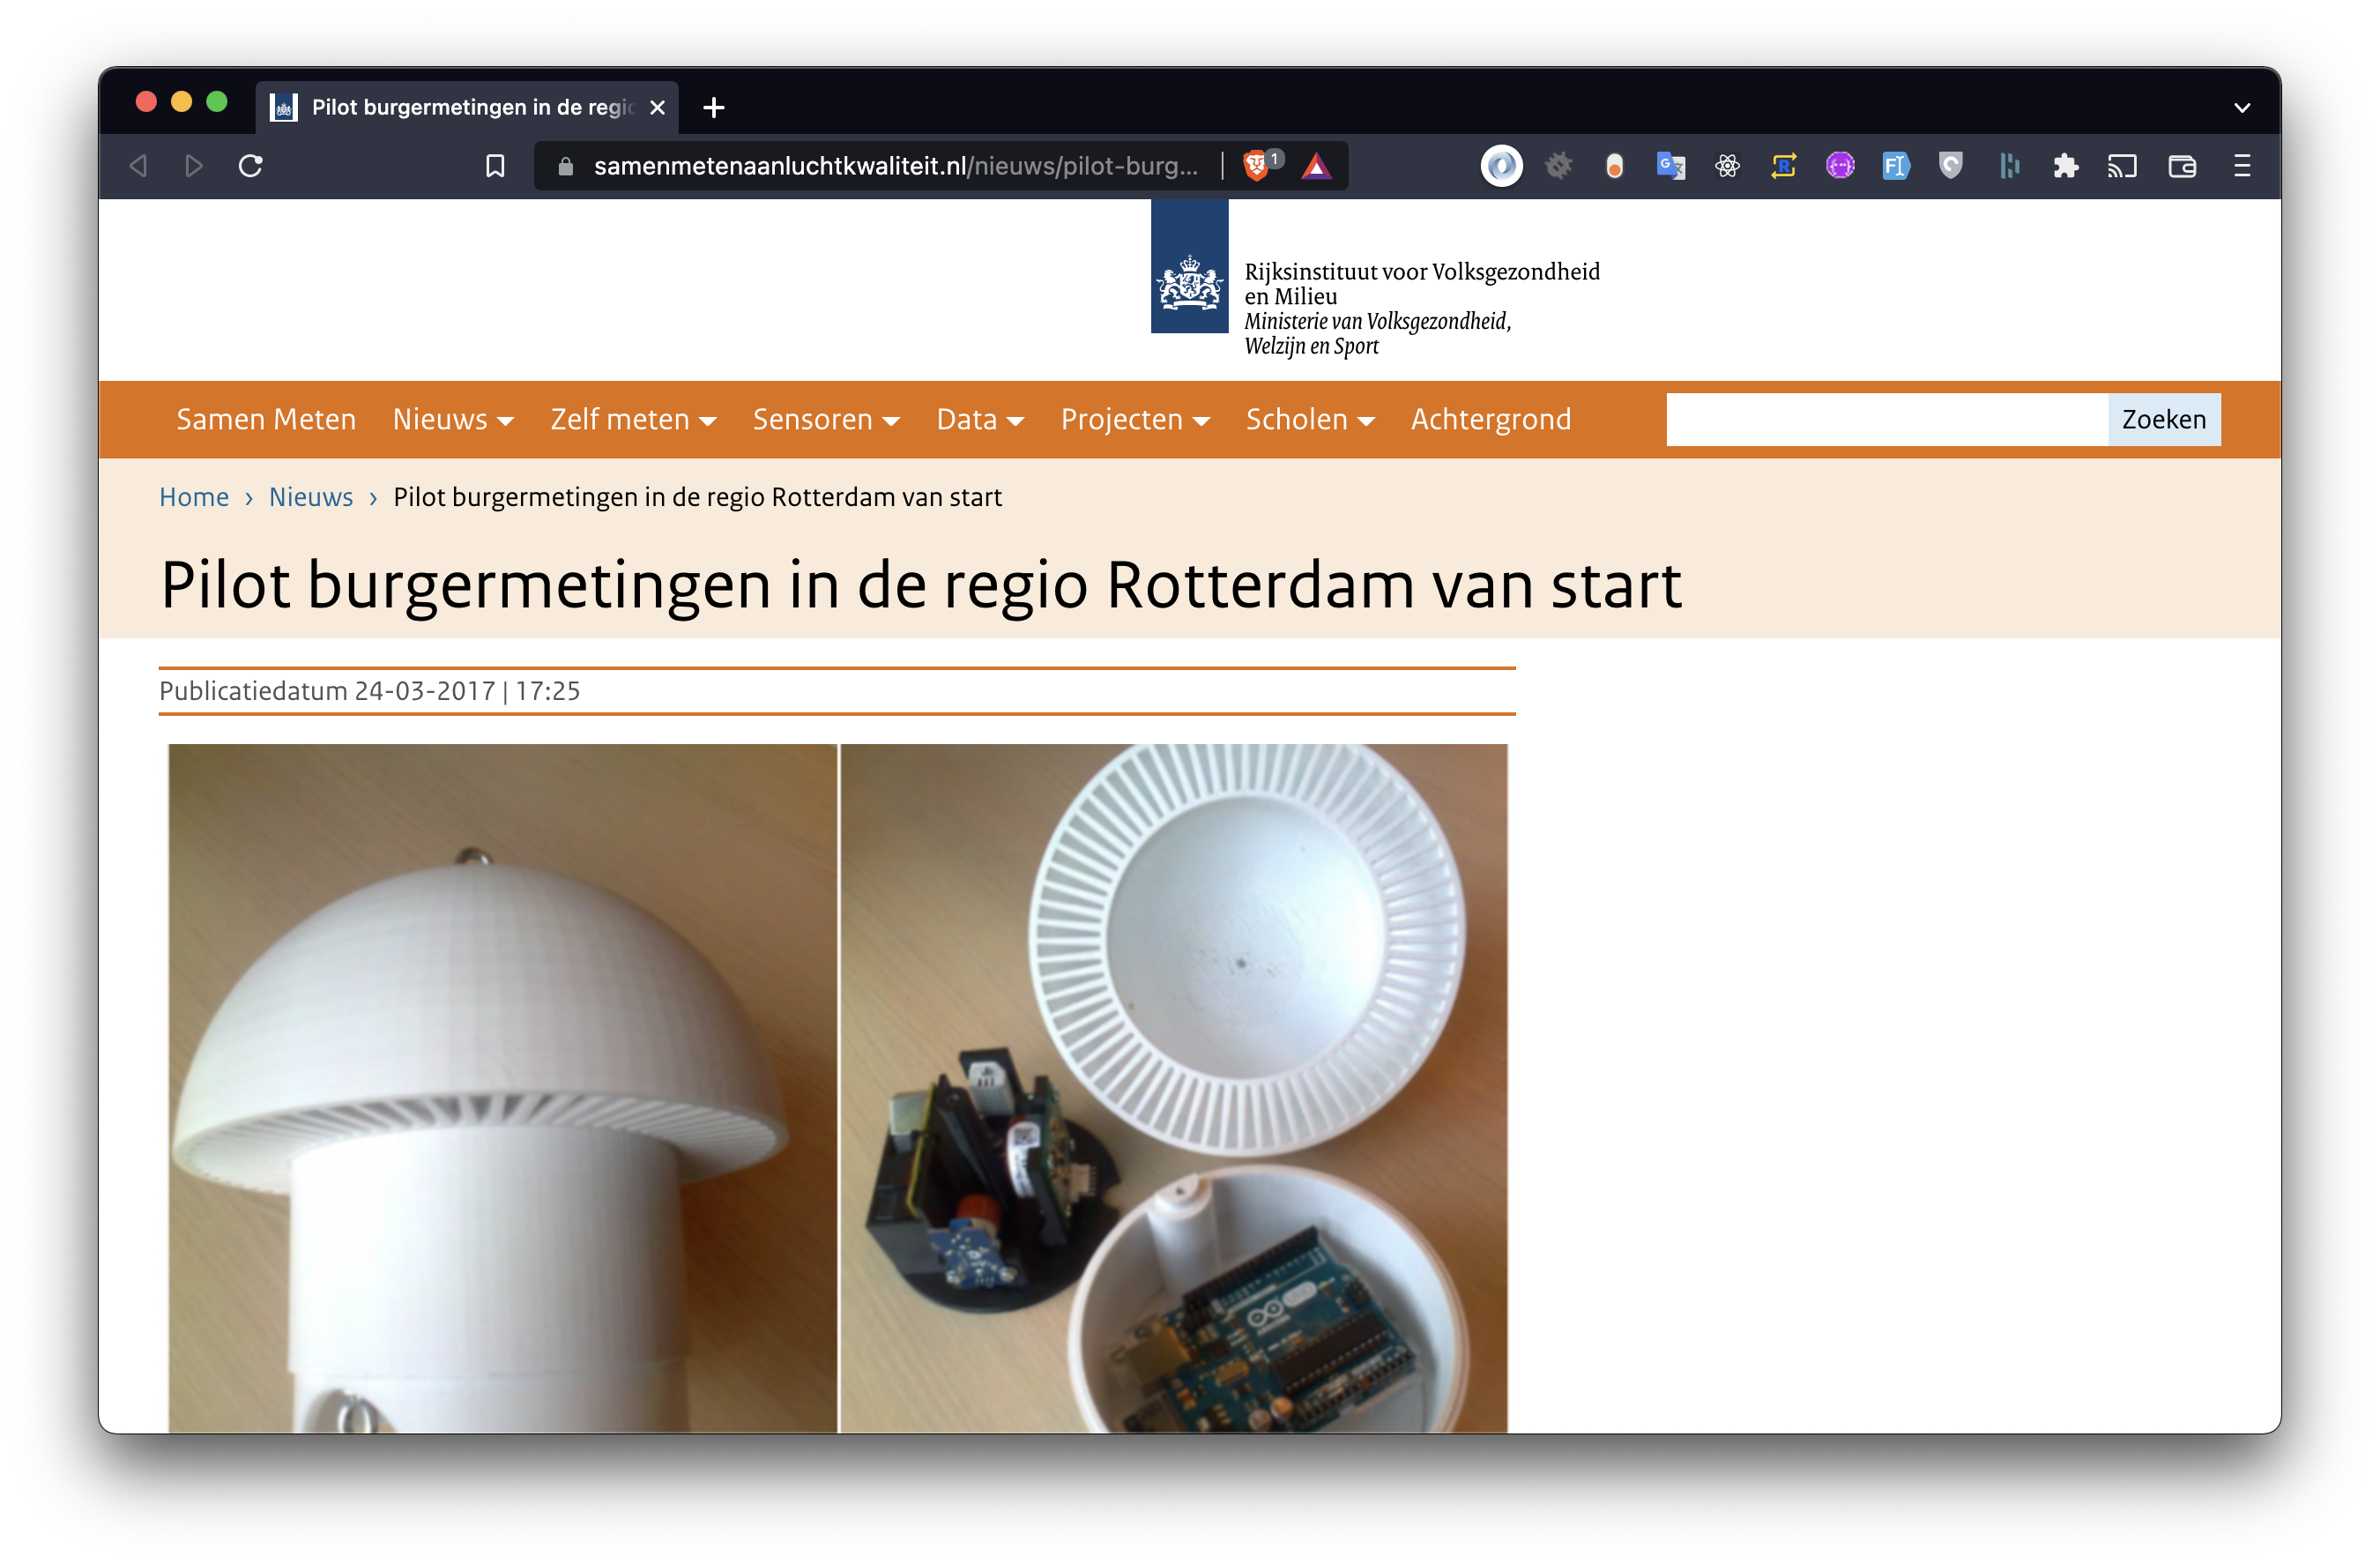 Pilot burgermetingen in de regio
samenmetenaanluchtkwaliteit.nl/nieuws/pilot-burg...
1
Rijksinstituut voor Volksgezondheid
en Milieu
Ministerie van Volksgezondheid,
Welzijn en Sport
Samen Meten Nieuws Zelf meten Sensoren Data Projecten Scholen Achtergrond Zoeken
Home › Nieuws › Pilot burgermetingen in de regio Rotterdam van start
Pilot burgermetingen in de regio Rotterdam van start
Publicatiedatum 24-03-2017 | 17:25